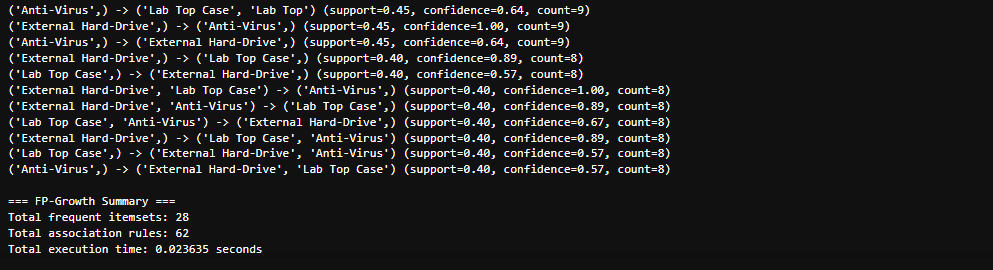 ('Anti-Virus',) -> ('Lab Top Case', 'Lab Top') (support=0.45, confidence=0.64, count=9)
('External Hard-Drive',) -> ('Anti-Virus',) (support=0.45, confidence=1.00, count=9)
('Anti-Virus',) -> ('External Hard-Drive',) (support=0.45, confidence=0.64, count=9)
('External Hard-Drive',) -> ('Lab Top Case',) (support=0.40, confidence=0.89, count=8)
('Lab Top Case',) -> ('External Hard-Drive',) (support=0.40, confidence=0.57, count=8)
('External Hard-Drive', 'Lab Top Case') -> ('Anti-Virus',) (support=0.40, confidence=1.00, count=8)
('External Hard-Drive', 'Anti-Virus') -> ('Lab Top Case',) (support=0.40, confidence=0.89, count=8)
('Lab Top Case', 'Anti-Virus') -> ('External Hard-Drive',) (support=0.40, confidence=0.67, count=8)
('External Hard-Drive',) -> ('Lab Top Case', 'Anti-Virus') (support=0.40, confidence=0.89, count=8)
('Lab Top Case',) -> ('External Hard-Drive', 'Anti-Virus') (support=0.40, confidence=0.57, count=8)
('Anti-Virus',) -> ('External Hard-Drive', 'Lab Top Case') (support=0.40, confidence=0.57, count=8)
=== FP-Growth Summary ===
Total frequent itemsets: 28
Total association rules: 62
Total execution time: 0.023635 seconds